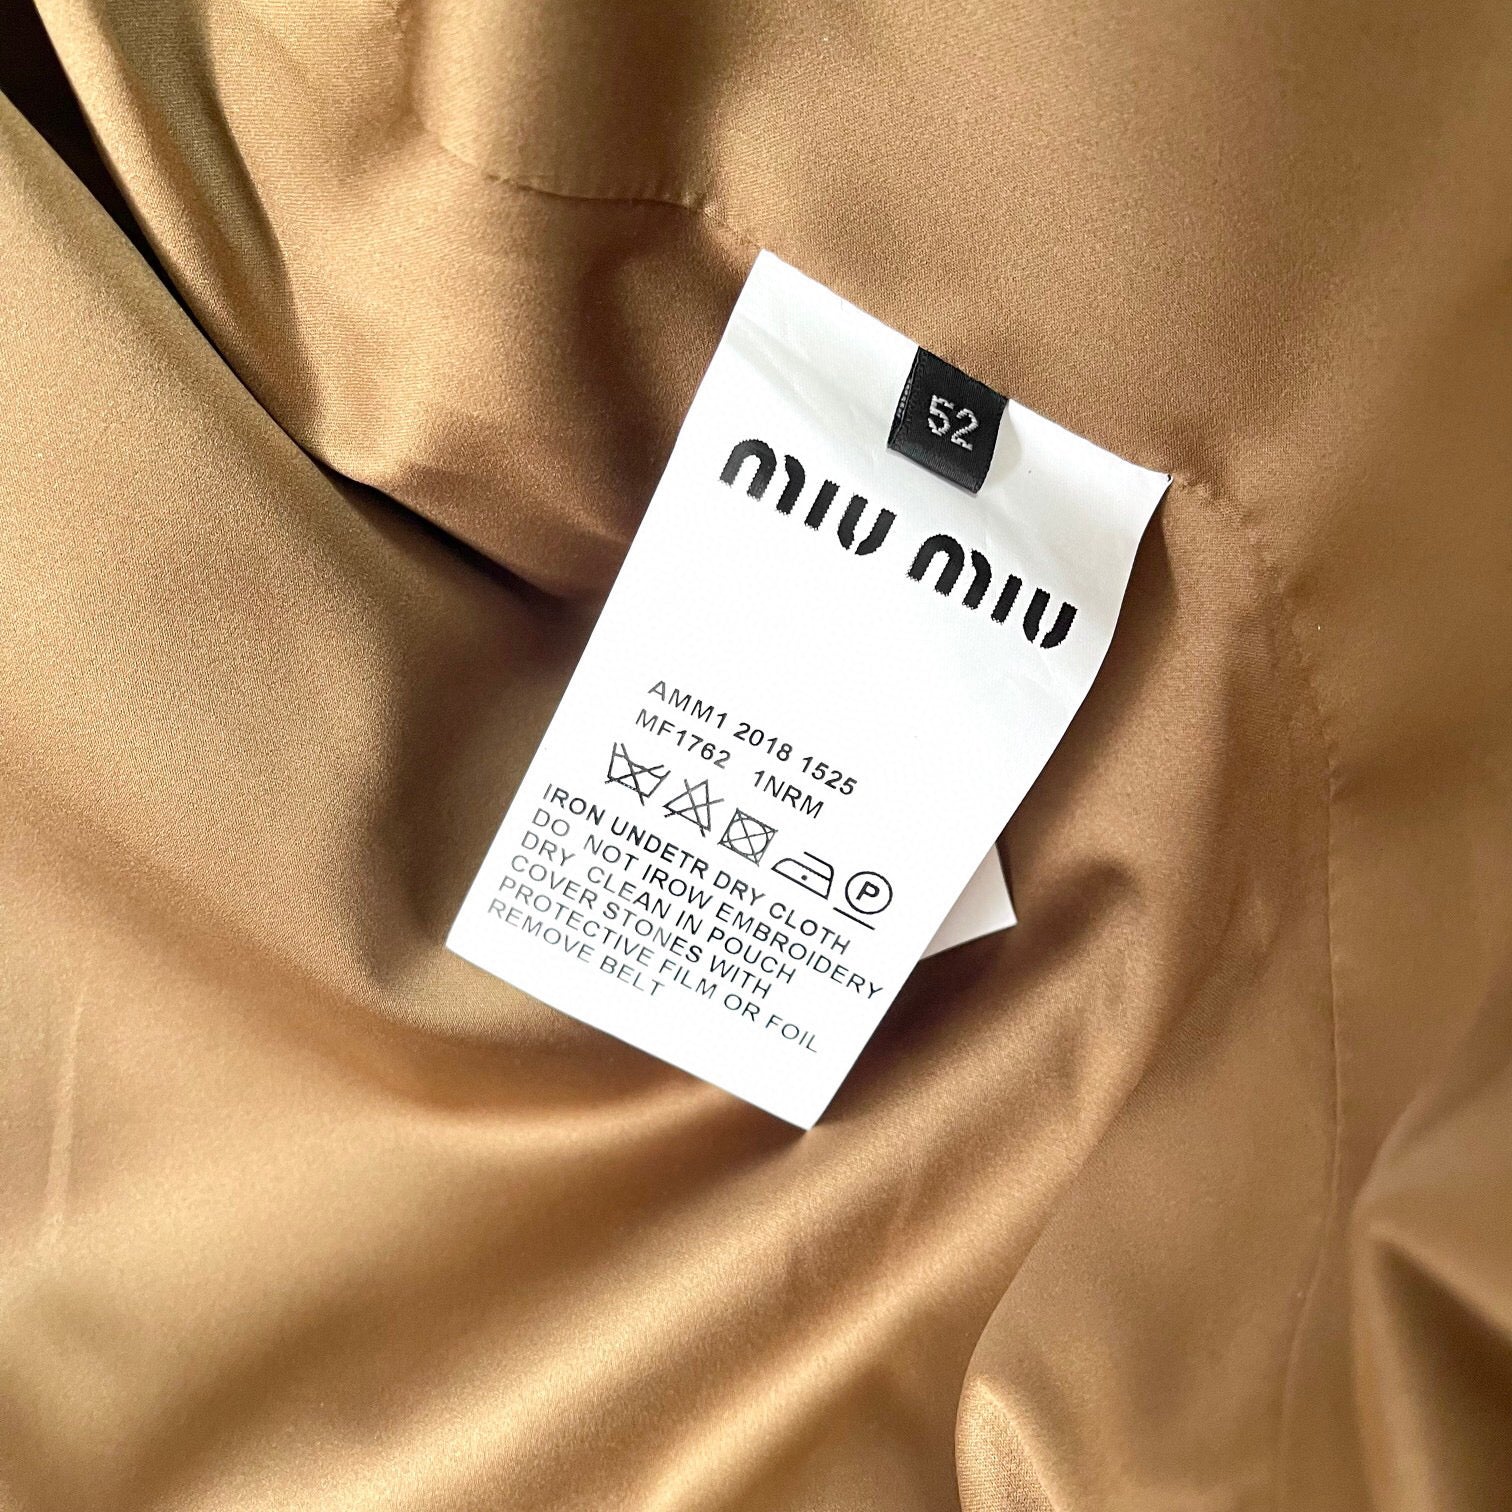 52
miu miu
AMM1 2018 1525
MF1762 1NRM
P
IRON UNDETR DRY CLOTH
DO NOT IROW EMBROIDERY
DRY CLEAN IN POUCH
COVER STONES WITH
PROTECTIVE FILM OR FOIL
REMOVE BELT